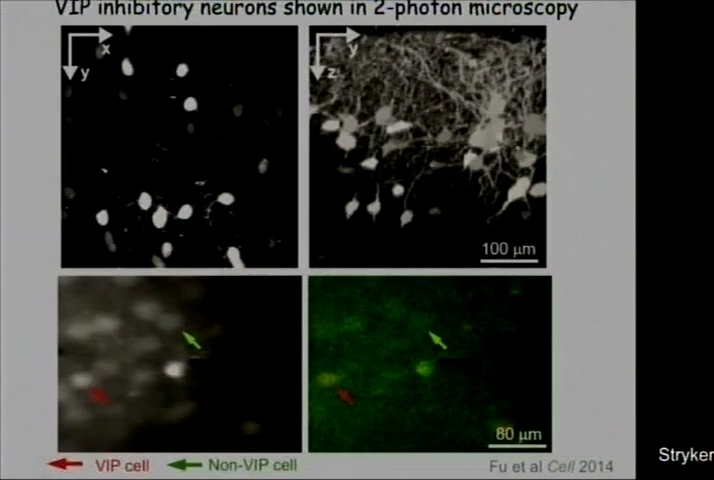 VIP inhibitory neurons shown in 2-photon microscopy
x
y
y
z
100 µm
80 µm
VIP cell
Non-VIP cell
Fu et al Cell 2014
Stryker